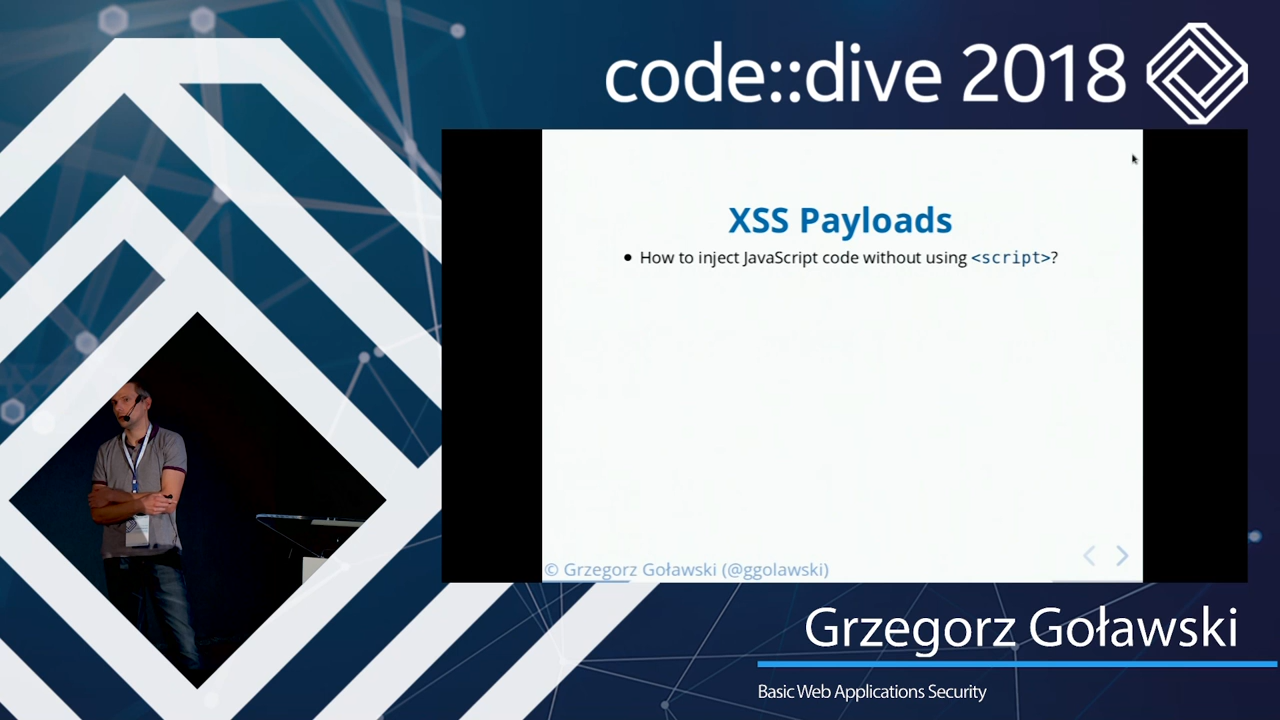 code::dive 2018
XSS Payloads
How to inject JavaScript code without using <script>?
© Grzegorz Goławski (@ggolawski)
Grzegorz Goławski
Basic Web Applications Security